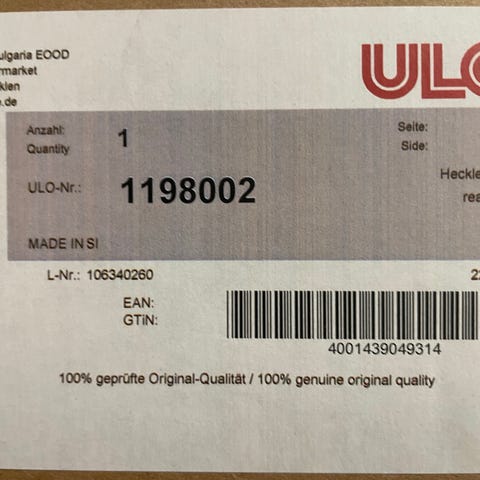 ulgaria EOOD
rmarket
klen
.de
ULO
Anzahl:
Quantity
1
Seite:
Side:
ULO-Nr.:
1198002
Heckle
rea
MADE IN SI
L-Nr.: 106340260
2
EAN:
GTiN:
4001439049314
100% geprüfte Original-Qualität / 100% genuine original quality